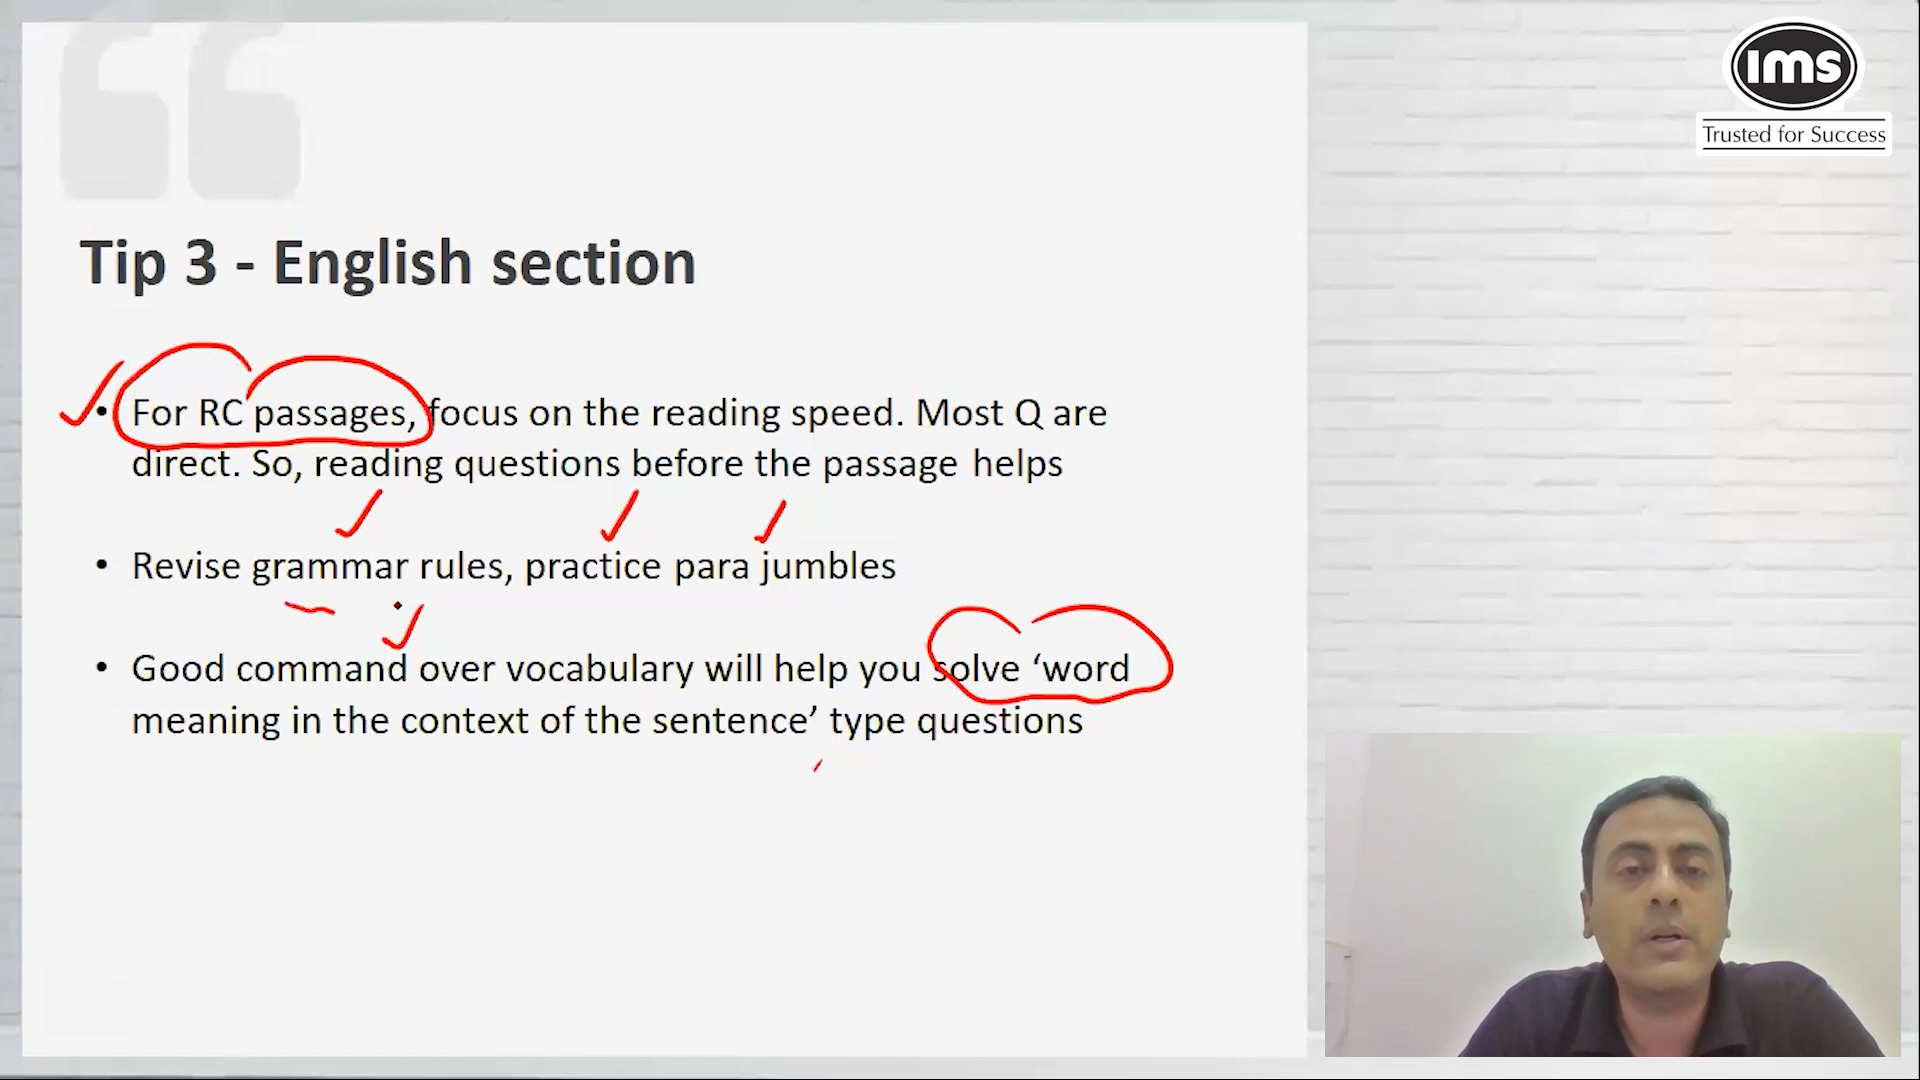 ims
Trusted for Success
Tip 3 - English section
• For RC passages, focus on the reading speed. Most Q are
direct. So, reading questions before the passage helps
• Revise grammar rules, practice para jumbles
• Good command over vocabulary will help you solve ‘word
meaning in the context of the sentence’ type questions